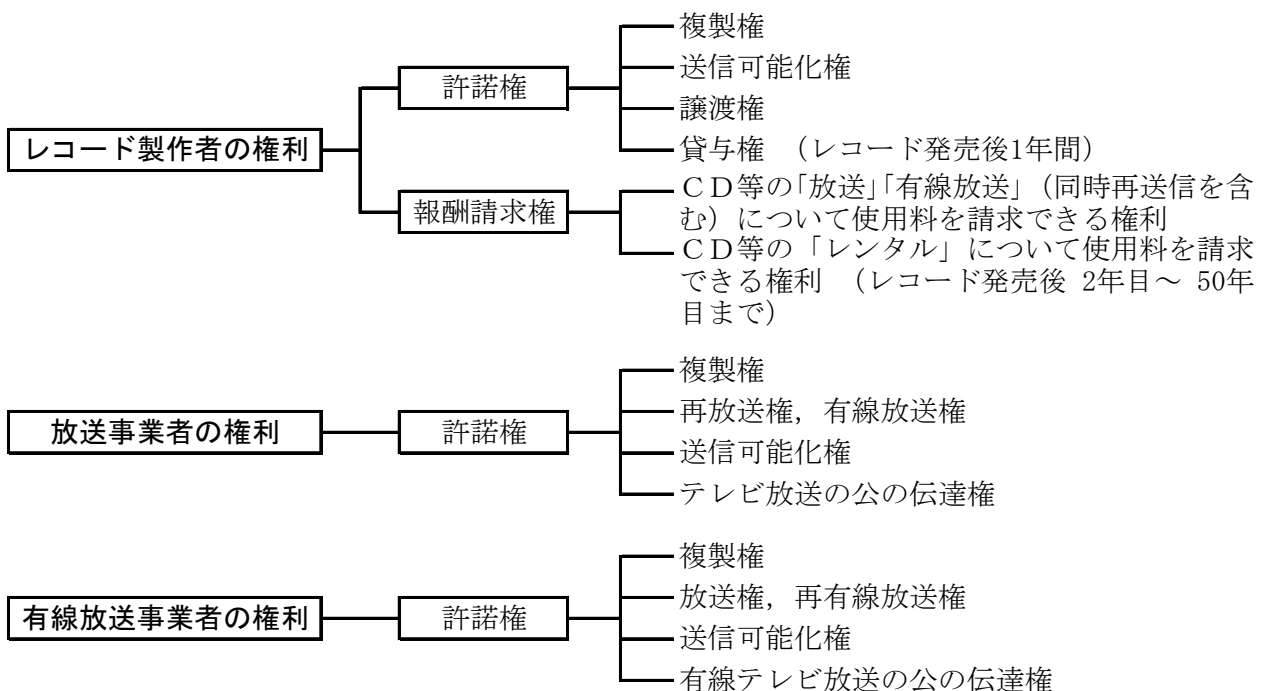 レコード製作者の権利
許諾権
複製権
送信可能化権
譲渡権
貸与権 （レコード発売後1年間）
報酬請求権
ＣＤ等の「放送」「有線放送」（同時再送信を含
む）について使用料を請求できる権利
ＣＤ等の「レンタル」について使用料を請求
できる権利 （レコード発売後 2年目～ 50年
目まで）
放送事業者の権利
許諾権
複製権
再放送権，有線放送権
送信可能化権
テレビ放送の公の伝達権
有線放送事業者の権利
許諾権
複製権
放送権，再有線放送権
送信可能化権
有線テレビ放送の公の伝達権